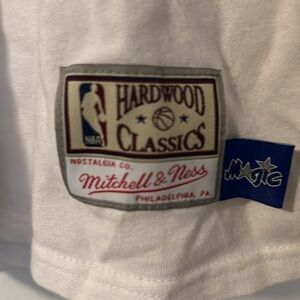 HARDWOOD
NBA
CLASSICS
NOSTALGIA CO.
Mitchell & Ness
PHILADELPHIA, PA.
MAGIC